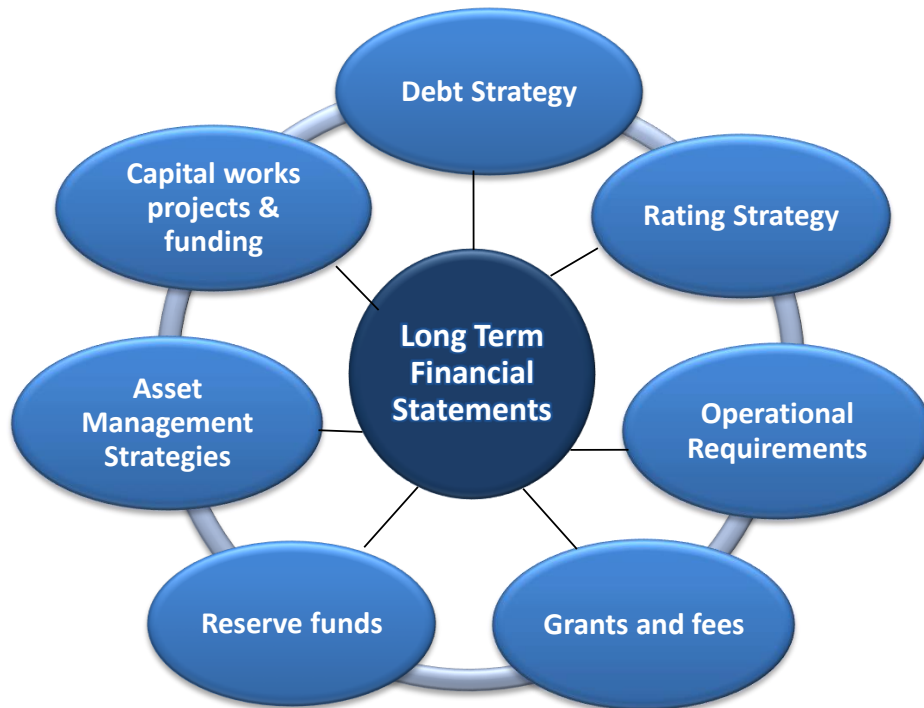 Debt Strategy
Capital works
projects &
funding
Rating Strategy
Long Term
Financial
Statements
Asset
Management
Strategies
Operational
Requirements
Reserve funds
Grants and fees